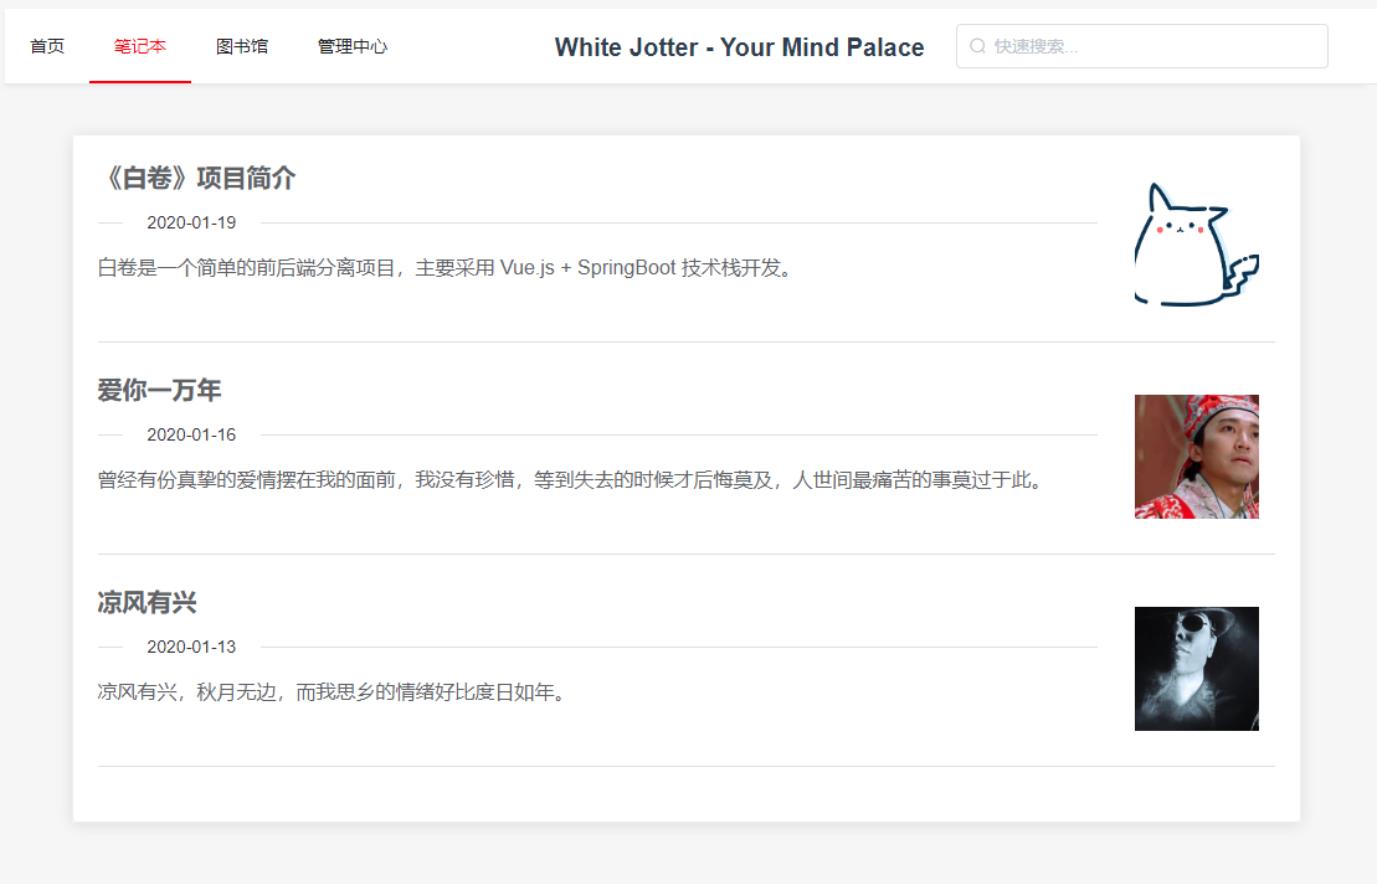 首页 笔记本 图书馆 管理中心 White Jotter - Your Mind Palace 快速搜索...
《白卷》项目简介
2020-01-19
白卷是一个简单的前后端分离项目，主要采用 Vue.js + SpringBoot 技术栈开发。
爱你一万年
2020-01-16
曾经有份真挚的爱情摆在我的面前，我没有珍惜，等到失去的时候才后悔莫及，人世间最痛苦的事莫过于此。
凉风有兴
2020-01-13
凉风有兴，秋月无边，而我思乡的情绪好比度日如年。